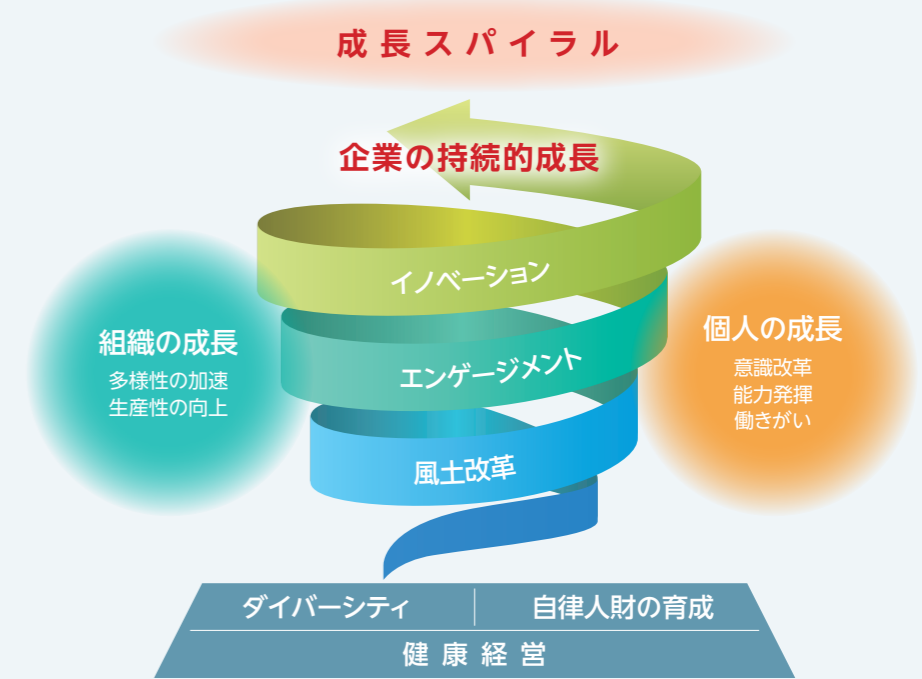 成長スパイラル
企業の持続的成長
イノベーション
エンゲージメント
風土改革
組織の成長
多様性の加速
生産性の向上
個人の成長
意識改革
能力発揮
働きがい
ダイバーシティ
自律人財の育成
健康経営